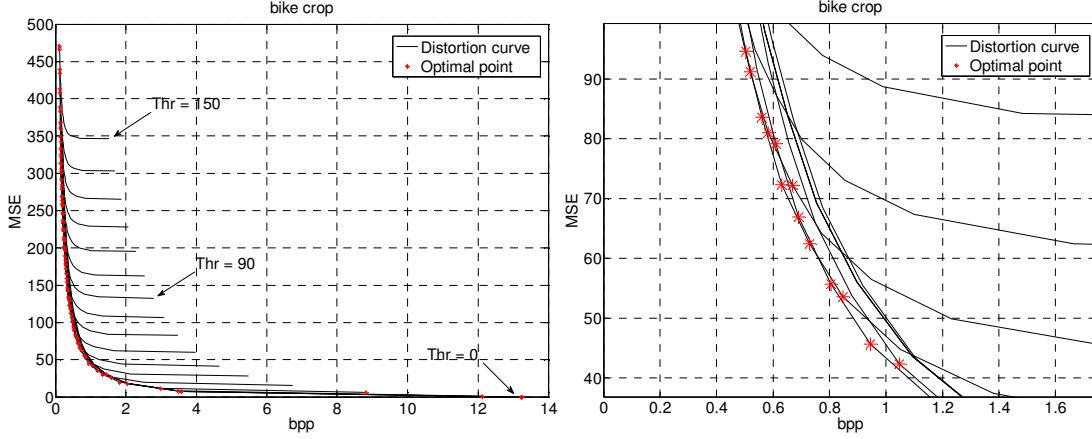 bike crop
500
450
400
350
300
250
200
150
100
50
0
MSE
0 2 4 6 8 10 12 14
bpp
Distortion curve
Optimal point
Thr = 150
Thr = 90
Thr = 0
bike crop
90
80
70
60
50
40
MSE
0 0.2 0.4 0.6 0.8 1 1.2 1.4 1.6
bpp
Distortion curve
Optimal point